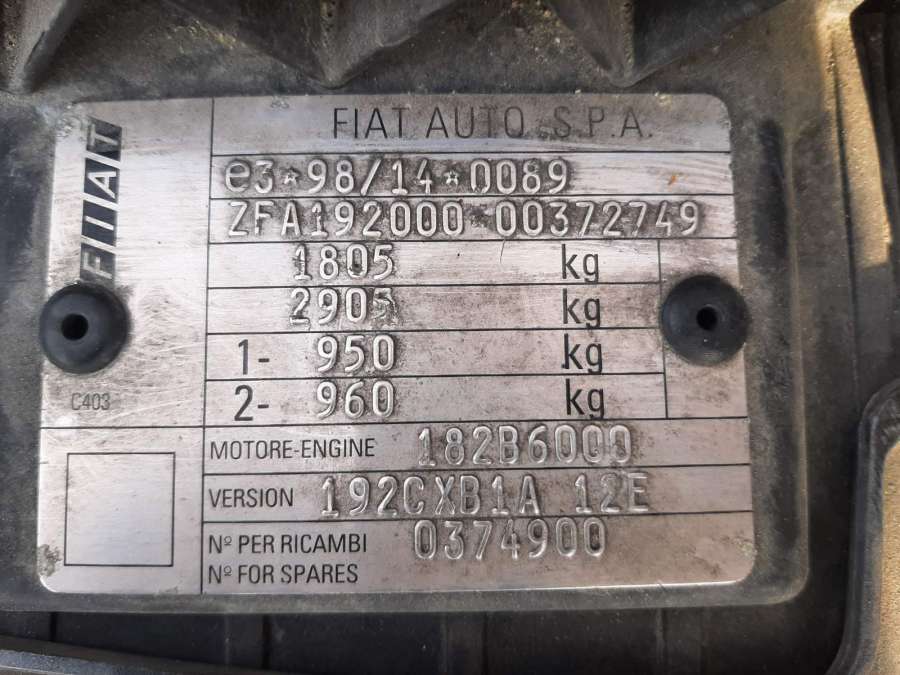 FIAT
FIAT AUTO S.P.A.
e3*98/14*0089
ZFA192000 00372749
1805 kg
2905 kg
1- 950 kg
2- 960 kg
C403
MOTORE-ENGINE 182B6000
VERSION 192CXB1A 12E
Nº PER RICAMBI 0374900
Nº FOR SPARES